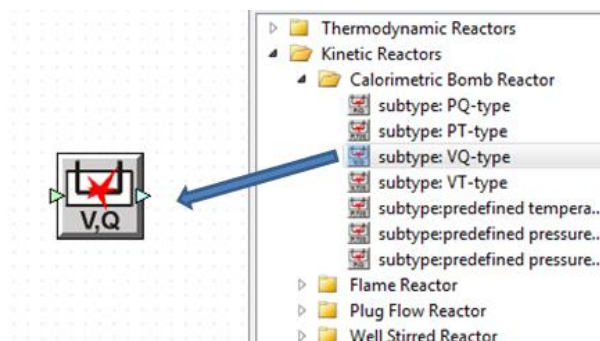 Thermodynamic Reactors
Kinetic Reactors
Calorimetric Bomb Reactor
subtype: PQ-type
subtype: PT-type
subtype: VQ-type
subtype: VT-type
subtype:predefined tempera...
subtype:predefined pressure...
subtype:predefined pressure...
Flame Reactor
Plug Flow Reactor
Well Stirred Reactor
V,Q